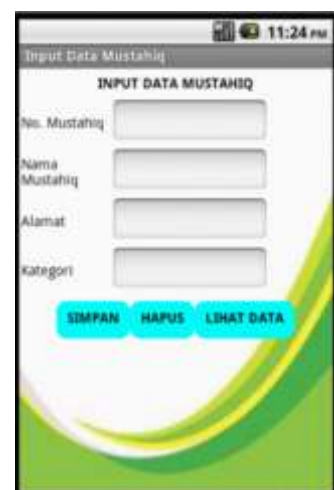 11:24 PM
Input Data Mustahiq
INPUT DATA MUSTAHIQ
No. Mustahiq
Nama
Mustahiq
Alamat
Kategori
SIMPAN HAPUS LIHAT DATA